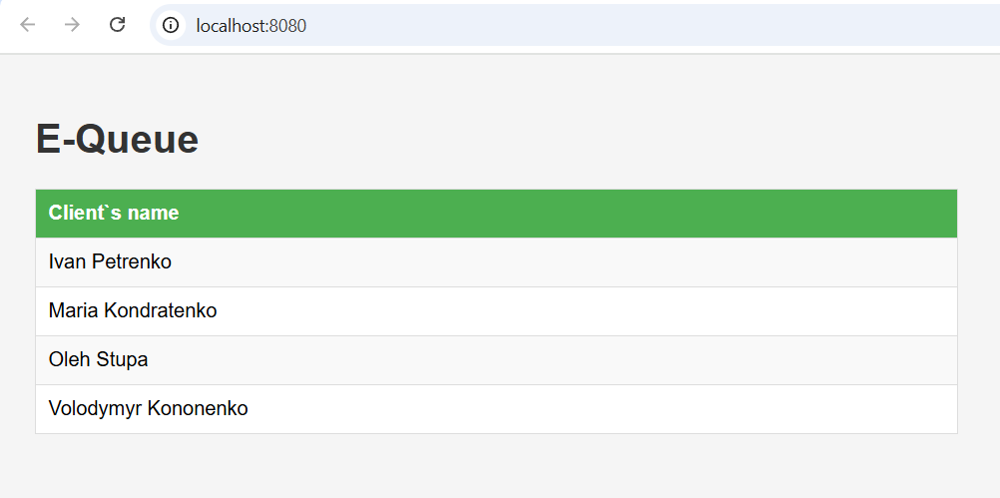 localhost:8080
E-Queue
Client`s name
Ivan Petrenko
Maria Kondratenko
Oleh Stupa
Volodymyr Kononenko